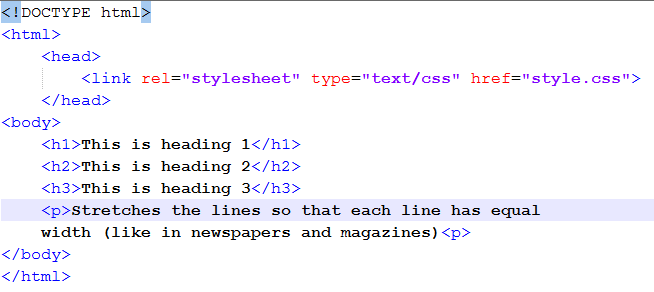 <!DOCTYPE html>
<html>
    <head>
        <link rel="stylesheet" type="text/css" href="style.css">
    </head>
<body>
    <h1>This is heading 1</h1>
    <h2>This is heading 2</h2>
    <h3>This is heading 3</h3>
    <p>Stretches the lines so that each line has equal
    width (like in newspapers and magazines)<p>
</body>
</html>